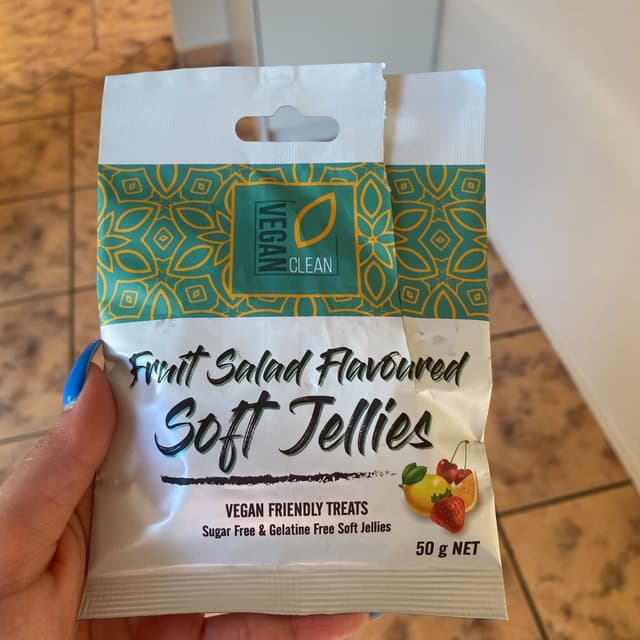 VEGAN
CLEAN
Fruit Salad Flavoured
Soft Jellies
VEGAN FRIENDLY TREATS
Sugar Free & Gelatine Free Soft Jellies
50 g NET